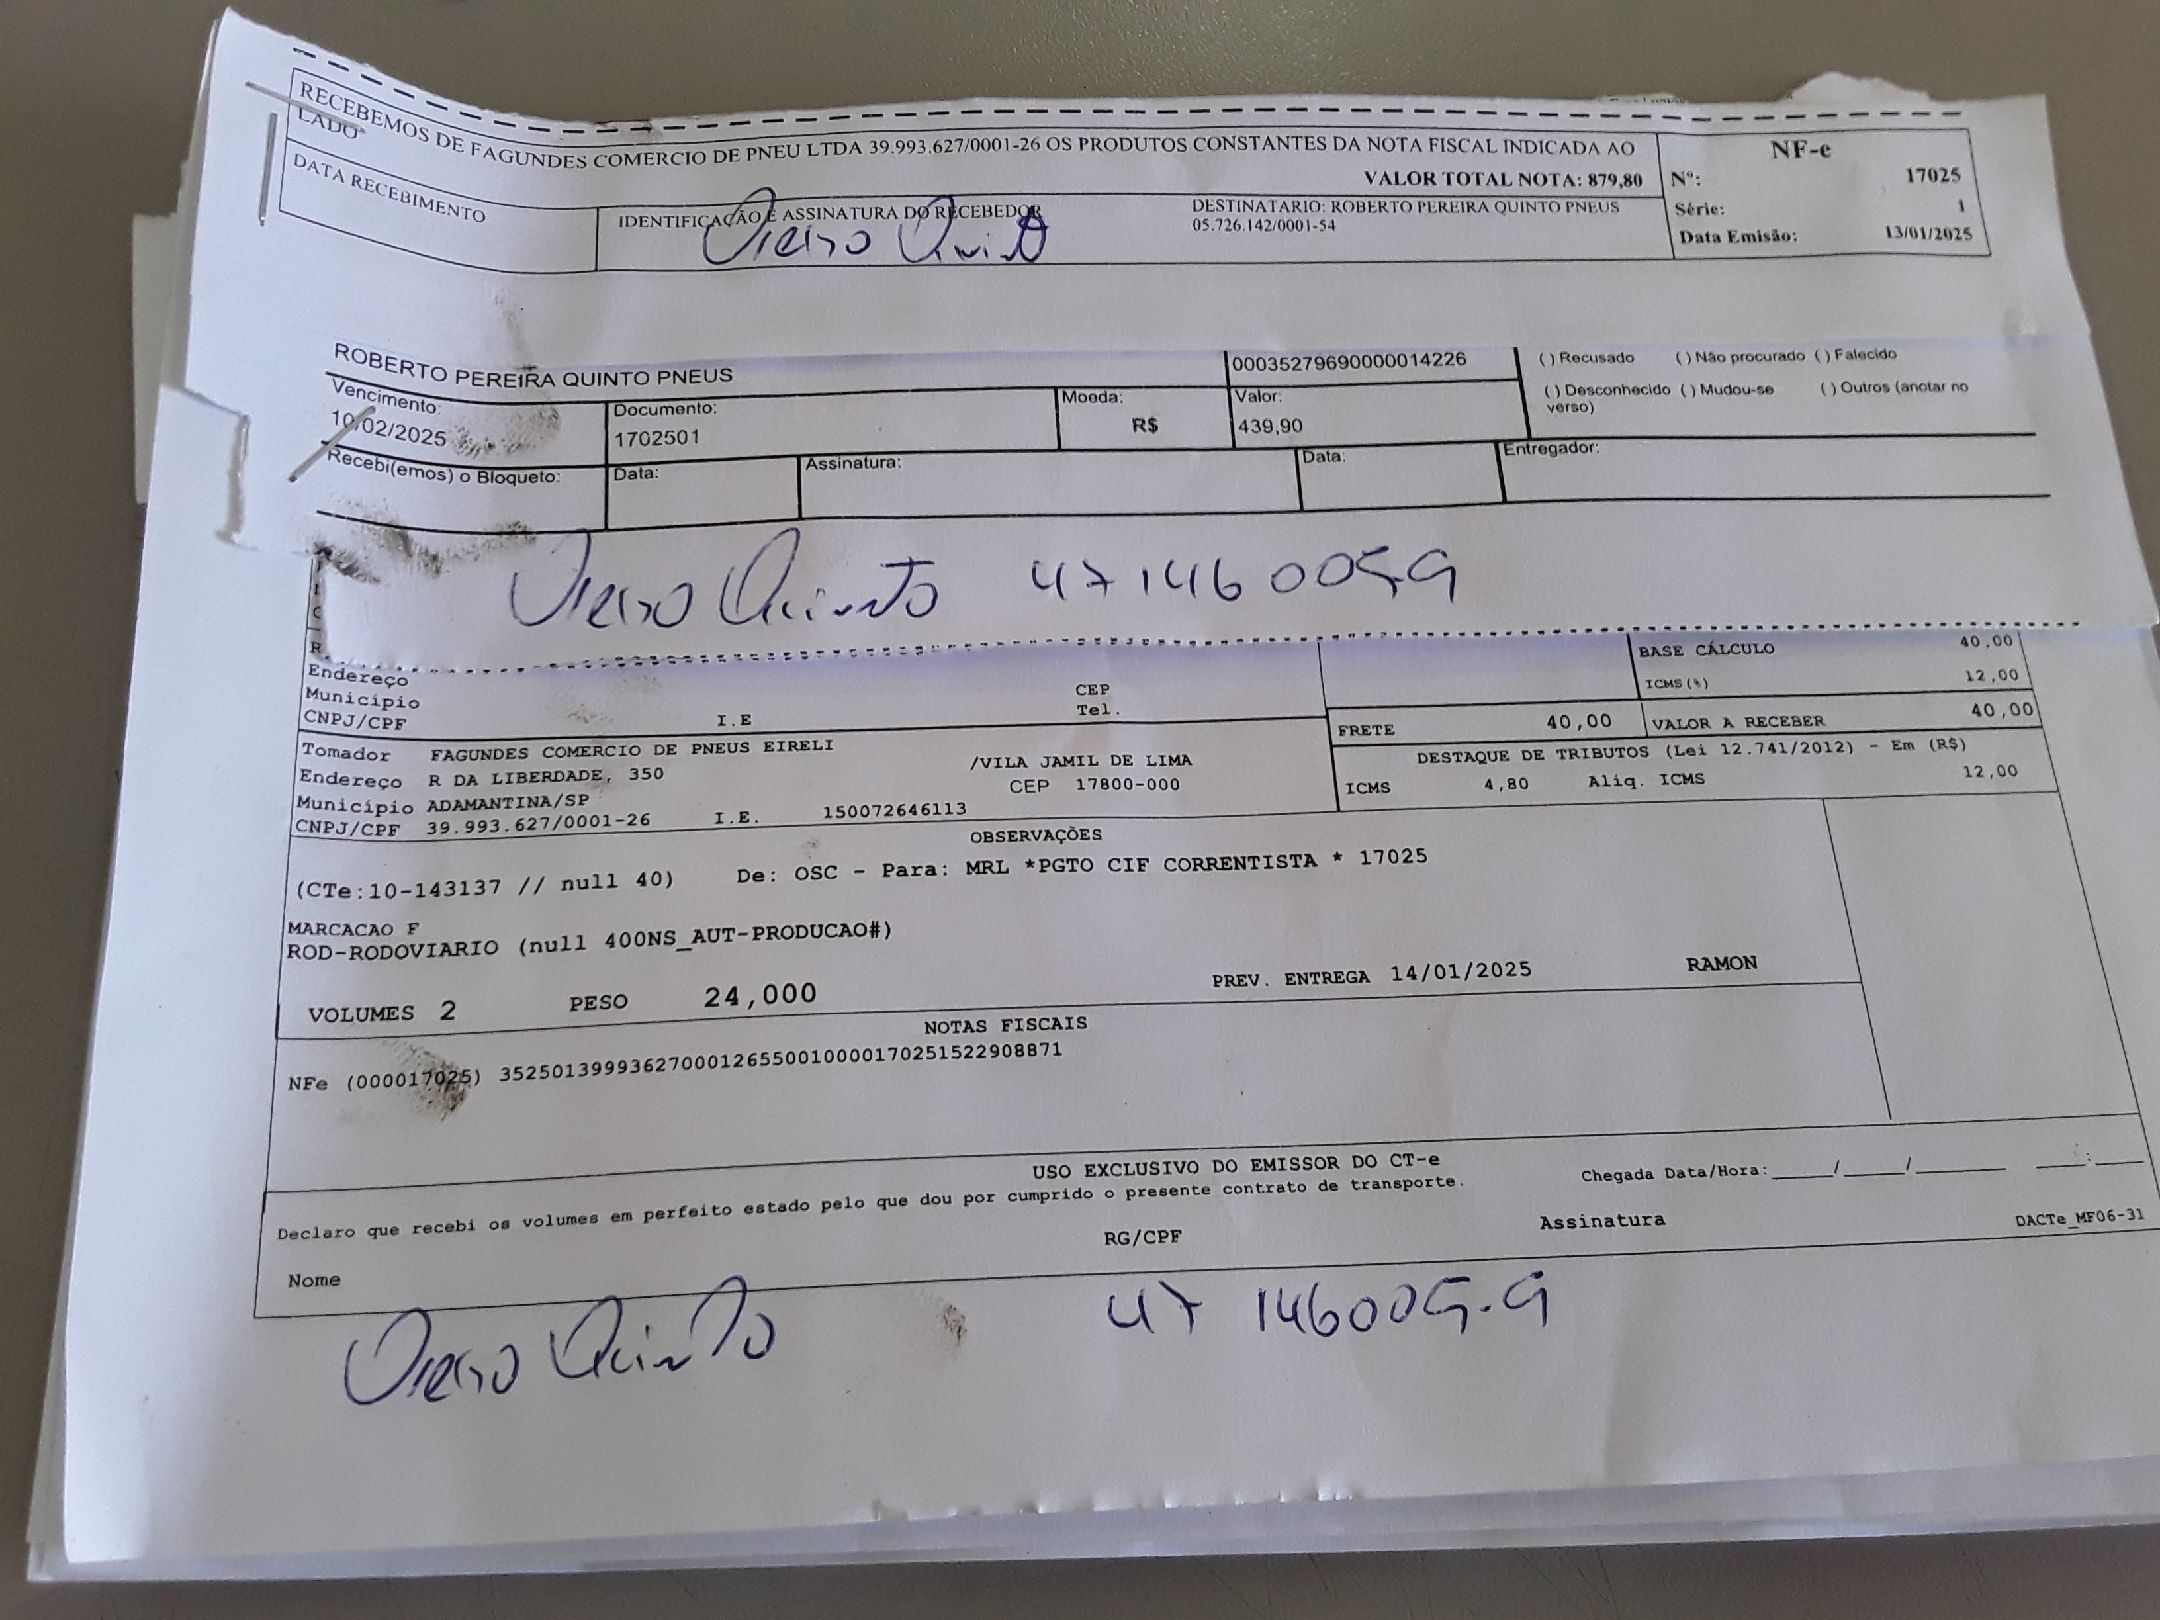 RECEBEMOS DE FAGUNDES COMERCIO DE PNEU LTDA 39.993.627/0001-26 OS PRODUTOS CONSTANTES DA NOTA FISCAL INDICADA AO
LADO
VALOR TOTAL NOTA: 879,80
NF-e
Nº: 17025
Série: 1
Data Emisão: 13/01/2025
DATA RECEBIMENTO
IDENTIFICAÇÃO E ASSINATURA DO RECEBEDOR
DESTINATARIO: ROBERTO PEREIRA QUINTO PNEUS
05.726.142/0001-54
Quinto
ROBERTO PEREIRA QUINTO PNEUS
00035279690000014226
( ) Recusado ( ) Não procurado ( ) Falecido
( ) Desconhecido ( ) Mudou-se ( ) Outros (anotar no
verso)
Vencimento: Documento: Moeda: Valor:
10/02/2025 1702501 R$ 439,90
Recebi(emos) o Bloqueto: Data: Assinatura: Data: Entregador:
Quinto 47146005-9
BASE CÁLCULO 40,00
ICMS(%) 12,00
Endereço
Município CEP
CNPJ/CPF I.E Tel.
FRETE 40,00 VALOR A RECEBER 40,00
Tomador FAGUNDES COMERCIO DE PNEUS EIRELI
Endereço R DA LIBERDADE, 350 /VILA JAMIL DE LIMA
Município ADAMANTINA/SP CEP 17800-000
CNPJ/CPF 39.993.627/0001-26 I.E. 150072646113
DESTAQUE DE TRIBUTOS (Lei 12.741/2012) - Em (R$)
ICMS 4,80 Aliq. ICMS 12,00
OBSERVAÇÕES
(CTe:10-143137 // null 40) De: OSC - Para: MRL *PGTO CIF CORRENTISTA * 17025
MARCACAO F
ROD-RODOVIARIO (null 400NS_AUT-PRODUCAO#)
VOLUMES 2 PESO 24,000 PREV. ENTREGA 14/01/2025 RAMON
NOTAS FISCAIS
NFe (000017025) 35250139993627000126550010000170251522908871
USO EXCLUSIVO DO EMISSOR DO CT-e
Declaro que recebi os volumes em perfeito estado pelo que dou por cumprido o presente contrato de transporte.
Chegada Data/Hora:____/____/______ ___:___
Nome RG/CPF Assinatura DACTe_MF06-31
Quinto 47 146005-9